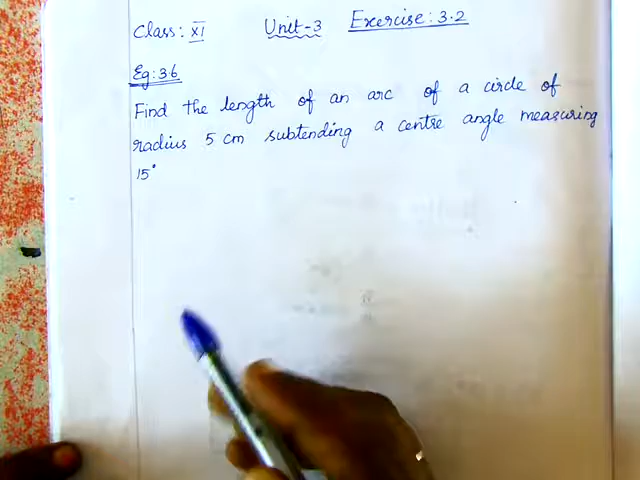 Class: XI Unit-3 Exercise: 3.2
Eg: 3.6
Find the length of an arc of a circle of
radius 5 cm subtending a centre angle measuring
15°